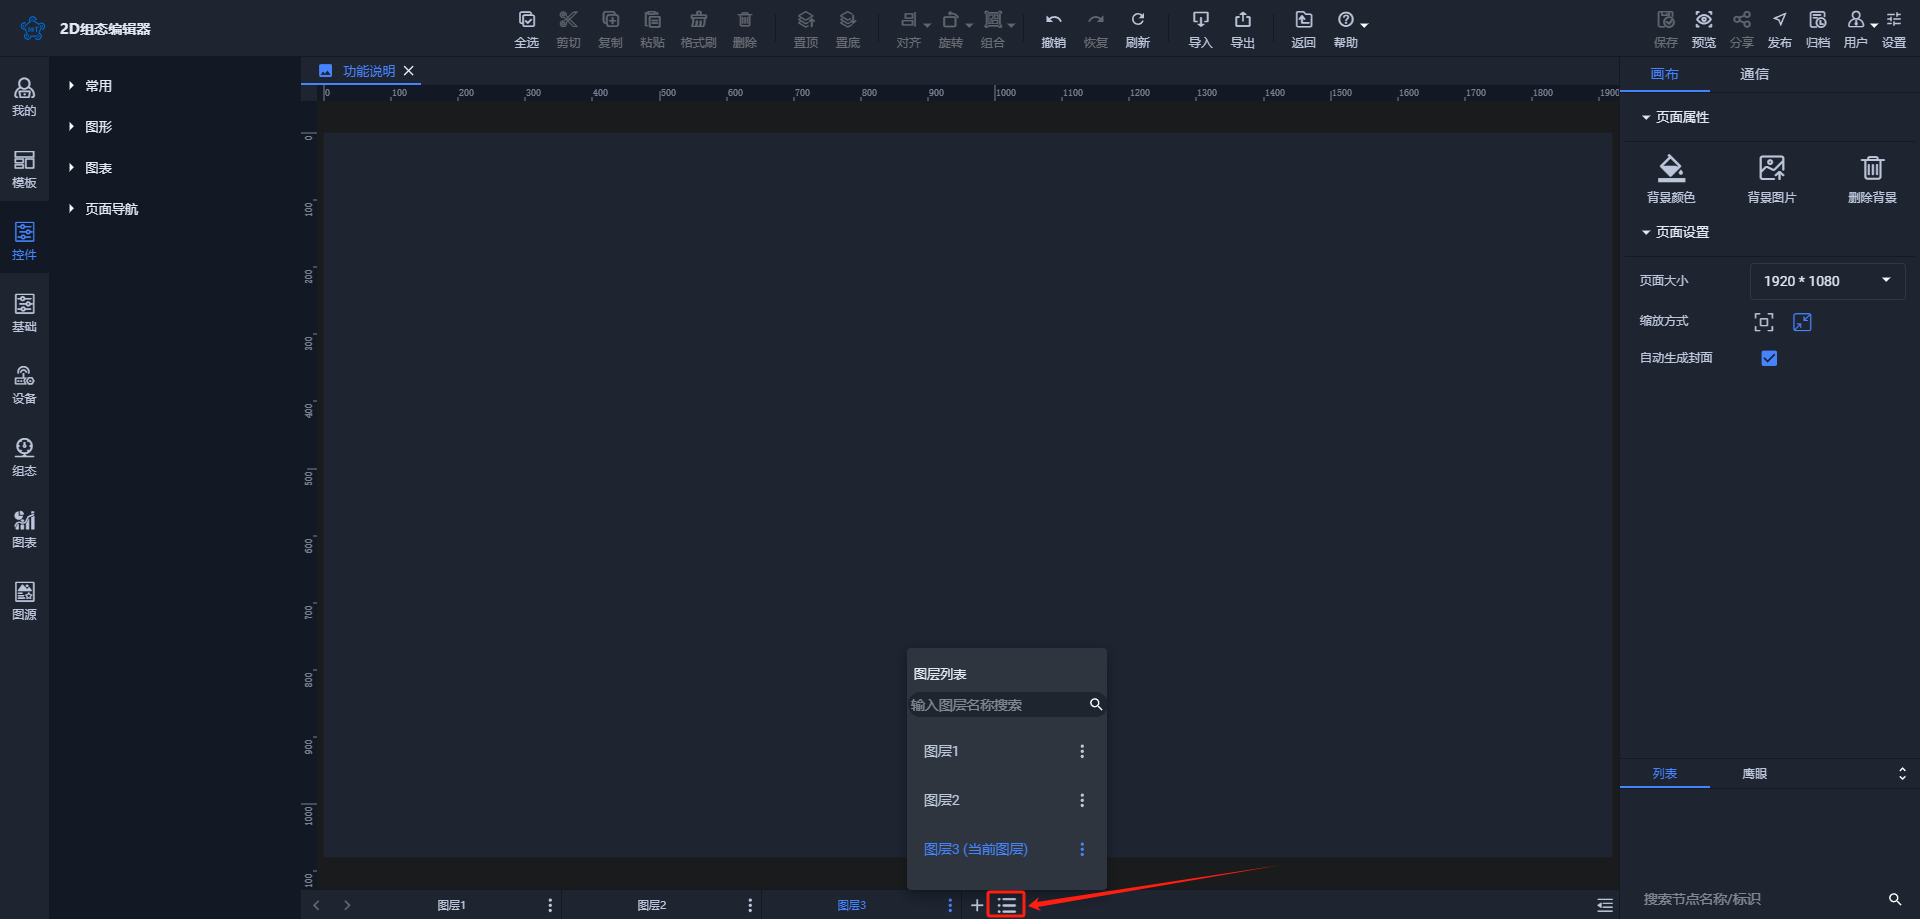 2D组态编辑器
全选 剪切 复制 粘贴 格式刷 删除 置顶 置底 对齐 旋转 组合 撤销 恢复 刷新 导入 导出 返回 帮助 保存 预览 分享 发布 归档 用户 设置
我的
模板
控件
基础
设备
组态
图表
图源
常用
图形
图表
页面导航
功能说明
0 100 200 300 400 500 600 700 800 900 1000 1100 1200 1300 1400 1500 1600 1700 1800 1900
0
100
200
300
400
500
600
700
800
900
1000
110
图层列表
输入图层名称搜索
图层1
图层2
图层3 (当前图层)
图层1 图层2 图层3
画布 通信
页面属性
背景颜色 背景图片 删除背景
页面设置
页面大小 1920 * 1080
缩放方式
自动生成封面
列表 鹰眼
搜索节点名称/标识